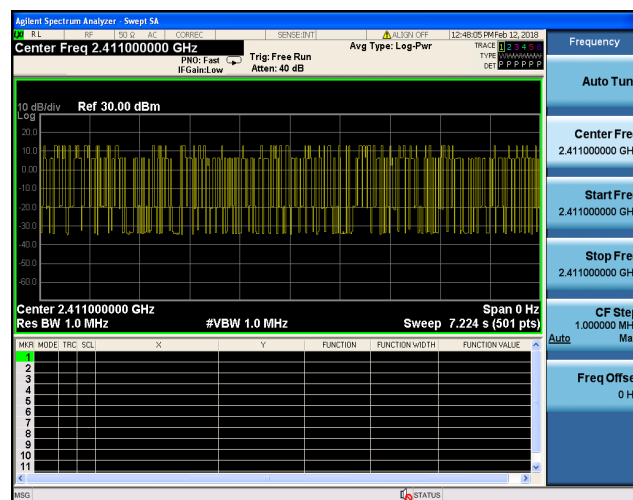 Agilent Spectrum Analyzer - Swept SA
RL RF 50 Ω AC CORREC SENSE:INT ALIGN OFF 12:48:05 PM Feb 12, 2018
Center Freq 2.411000000 GHz
Avg Type: Log-Pwr
TRACE 1 2 3 4 5 6
TYPE
DET P P P P P P
PNO: Fast
IFGain:Low
Trig: Free Run
Atten: 40 dB
10 dB/div Ref 30.00 dBm
Log
20.0
10.0
0.00
-10.0
-20.0
-30.0
-40.0
-50.0
-60.0
Center 2.411000000 GHz Span 0 Hz
Res BW 1.0 MHz #VBW 1.0 MHz Sweep 7.224 s (501 pts)
MKR MODE TRC SCL X Y FUNCTION FUNCTION WIDTH FUNCTION VALUE
1
2
3
4
5
6
7
8
9
10
11
MSG STATUS
Frequency
Auto Tun
Center Fre
2.411000000 GH
Start Fre
2.411000000 GH
Stop Fre
2.411000000 GH
CF Step
1.000000 MH
Auto Ma
Freq Offse
0 H